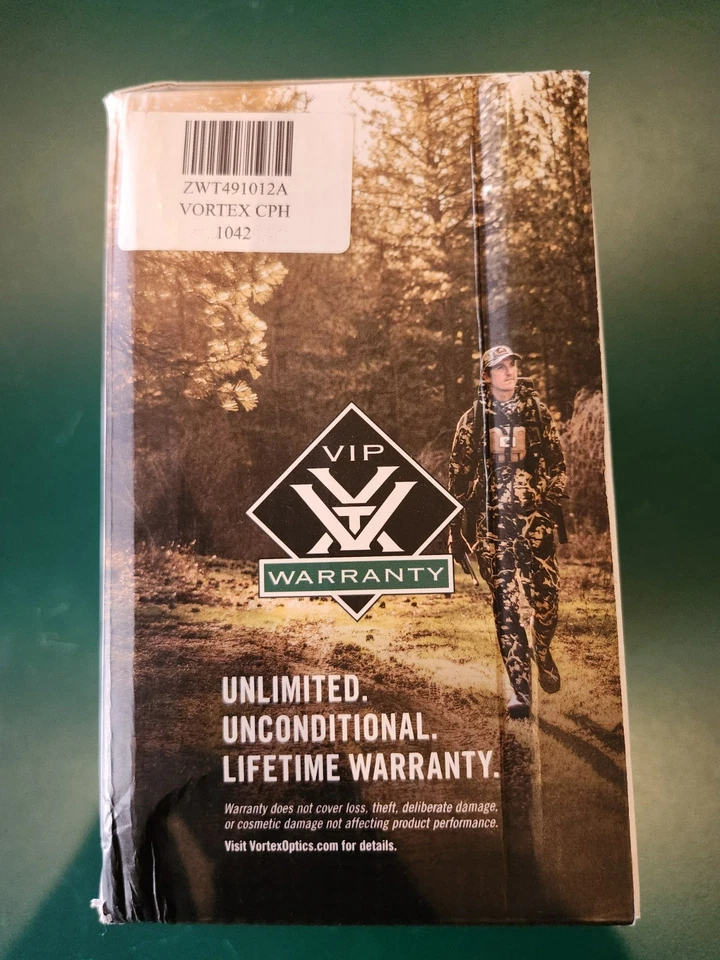 ZWT491012A
VORTEX CPH
1042
VIP
WARRANTY
UNLIMITED.
UNCONDITIONAL.
LIFETIME WARRANTY.
Warranty does not cover loss, theft, deliberate damage,
or cosmetic damage not affecting product performance.
Visit VortexOptics.com for details.